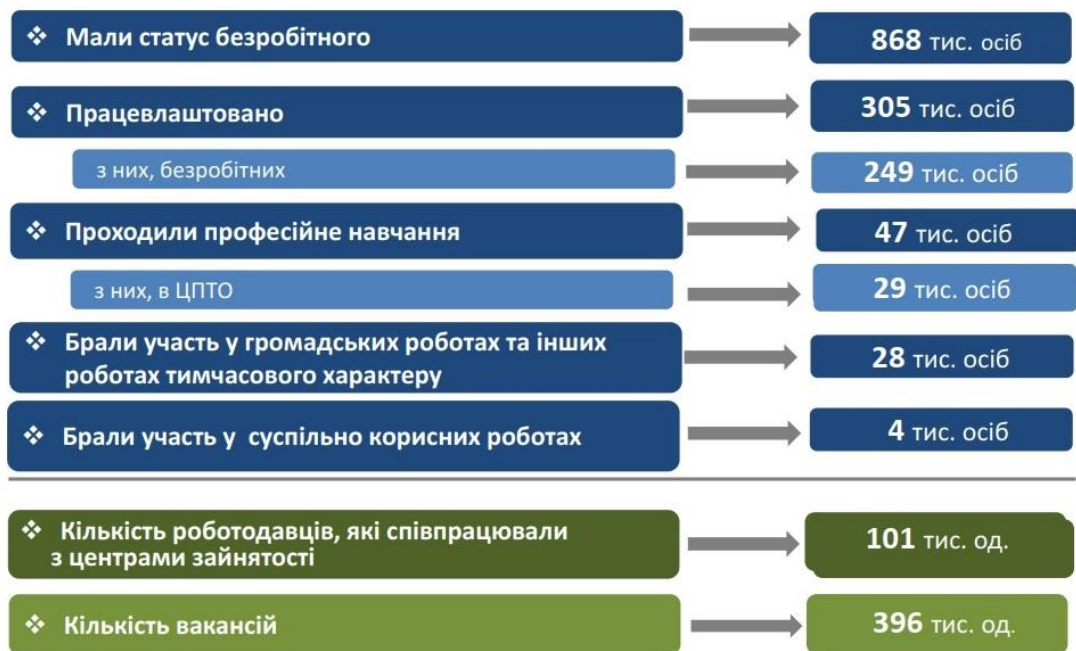 ❖ Мали статус безробітного
868 тис. осіб
❖ Працевлаштовано
305 тис. осіб
з них, безробітних
249 тис. осіб
❖ Проходили професійне навчання
47 тис. осіб
з них, в ЦПТО
29 тис. осіб
❖ Брали участь у громадських роботах та інших
роботах тимчасового характеру
28 тис. осіб
❖ Брали участь у суспільно корисних роботах
4 тис. осіб
❖ Кількість роботодавців, які співпрацювали
з центрами зайнятості
101 тис. од.
❖ Кількість вакансій
396 тис. од.